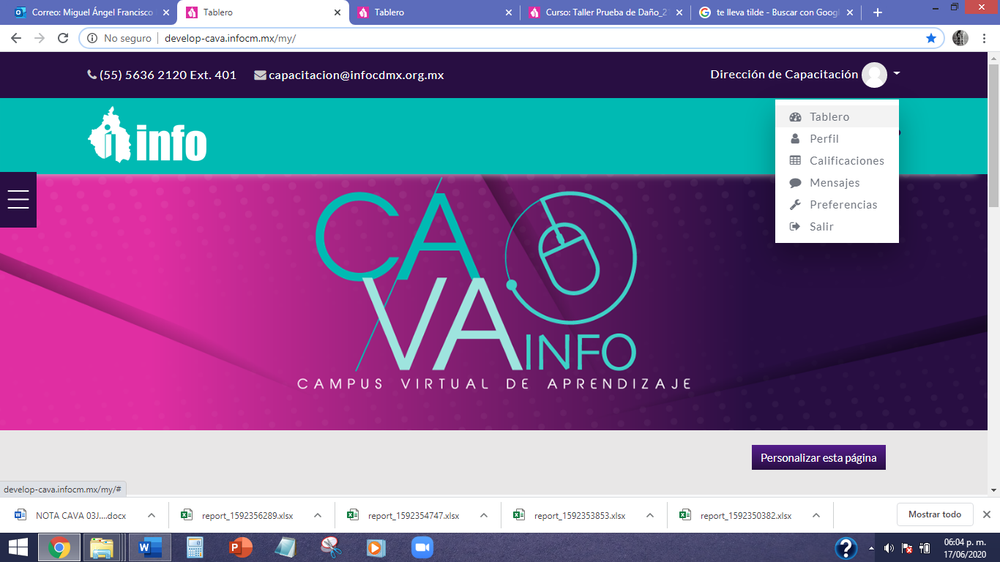 Correo: Miguel Ángel Francisco
Tablero
Tablero
Curso: Taller Prueba de Daño_2
te lleva tilde - Buscar con Googl
No seguro
develop-cava.infocm.mx/my/
(55) 5636 2120 Ext. 401
capacitacion@infocdmx.org.mx
Dirección de Capacitación
info
Tablero
Perfil
Calificaciones
Mensajes
Preferencias
Salir
CA
VA INFO
CAMPUS VIRTUAL DE APRENDIZAJE
Personalizar esta página
develop-cava.infocm.mx/my/#
NOTA CAVA 03J....docx
report_1592356289.xlsx
report_1592354747.xlsx
report_1592353853.xlsx
report_1592350382.xlsx
Mostrar todo
06:04 p. m.
17/06/2020